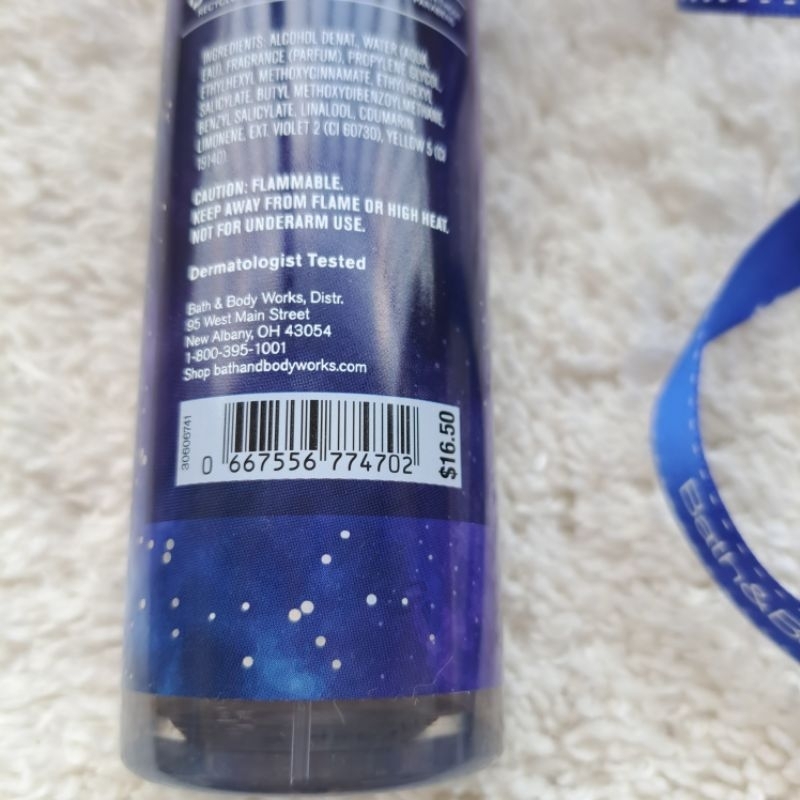 RECYCL
INGREDIENTS: ALCOHOL DENAT., WATER (AQUA,
EAU), FRAGRANCE (PARFUM), PROPYLENE GLYCOL,
ETHYLHEXYL METHOXYCINNAMATE, ETHYLHEXYL
SALICYLATE, BUTYL METHOXYDIBENZOYLMETHANE,
BENZYL SALICYLATE, LINALOOL, COUMARIN,
LIMONENE, EXT. VIOLET 2 (CI 60730), YELLOW 5 (CI
19140)
CAUTION: FLAMMABLE.
KEEP AWAY FROM FLAME OR HIGH HEAT.
NOT FOR UNDERARM USE.
Dermatologist Tested
Bath & Body Works, Distr.
95 West Main Street
New Albany, OH 43054
1-800-395-1001
Shop bathandbodyworks.com
30606741
0 667556 774702
$16.50
Bath & B